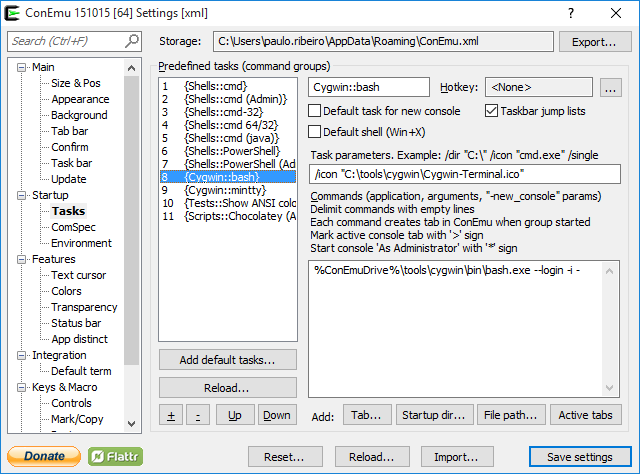 ConEmu 151015 [64] Settings [xml]
Search (Ctrl+F)
Storage: C:\Users\paulo.ribeiro\AppData\Roaming\ConEmu.xml Export...
Main
Size & Pos
Appearance
Background
Tab bar
Confirm
Task bar
Update
Startup
Tasks
ComSpec
Environment
Features
Text cursor
Colors
Transparency
Status bar
App distinct
Integration
Default term
Keys & Macro
Controls
Mark/Copy
Predefined tasks (command groups)
1 {Shells::cmd}
2 {Shells::cmd (Admin)}
3 {Shells::cmd-32}
4 {Shells::cmd 64/32}
5 {Shells::cmd (java)}
6 {Shells::PowerShell}
7 {Shells::PowerShell (Ad
8 {Cygwin::bash}
9 {Cygwin::mintty}
10 {Tests::Show ANSI colo
11 {Scripts::Chocolatey (A
Add default tasks...
Reload...
+ - Up Down
Cygwin::bash Hotkey: <None> ...
Default task for new console Taskbar jump lists
Default shell (Win+X)
Task parameters. Example: /dir "C:\" /icon "cmd.exe" /single
/icon "C:\tools\cygwin\Cygwin-Terminal.ico"
Commands (application, arguments, "-new_console" params)
Delimit commands with empty lines
Each command creates tab in ConEmu when group started
Mark active console tab with '>' sign
Start console 'As Administrator' with '*' sign
%ConEmuDrive%\tools\cygwin\bin\bash.exe --login -i -
Add: Tab... Startup dir... File path... Active tabs
Donate Flattr Reset... Reload... Import... Save settings